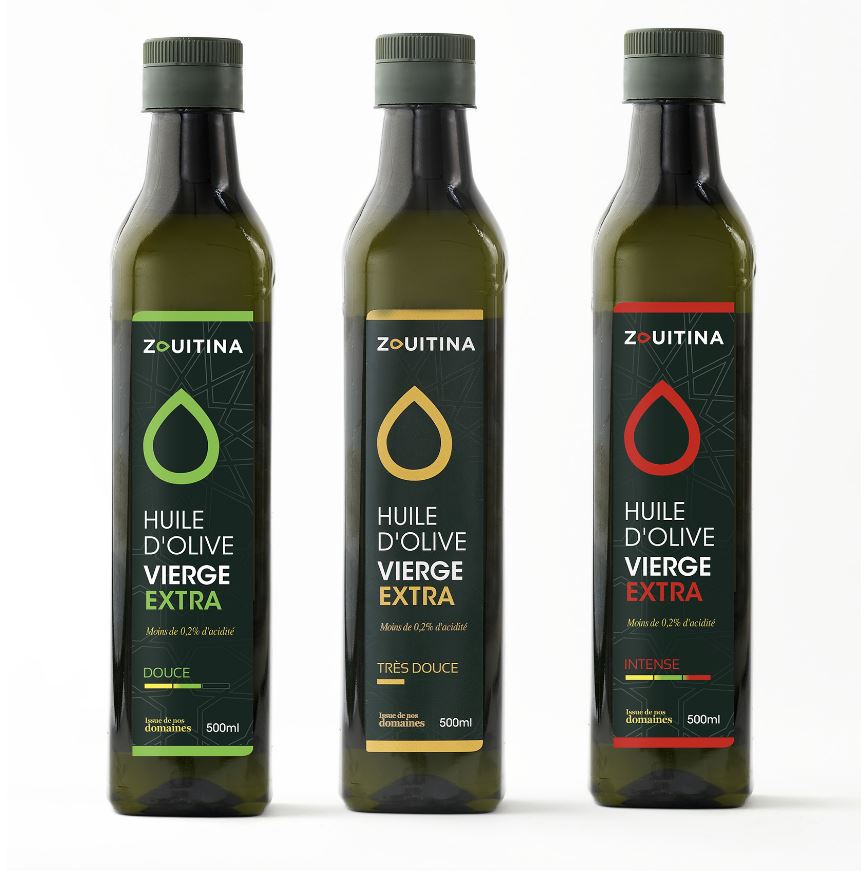 ZOUITINA
HUILE
D'OLIVE
VIERGE
EXTRA
Moins de 0,2% d'acidité
DOUCE
Issue de nos
domaines
500ml
ZOUITINA
HUILE
D'OLIVE
VIERGE
EXTRA
Moins de 0,2% d'acidité
TRÈS DOUCE
Issue de nos
domaines
500ml
ZOUITINA
HUILE
D'OLIVE
VIERGE
EXTRA
Moins de 0,2% d'acidité
INTENSE
Issue de nos
domaines
500ml